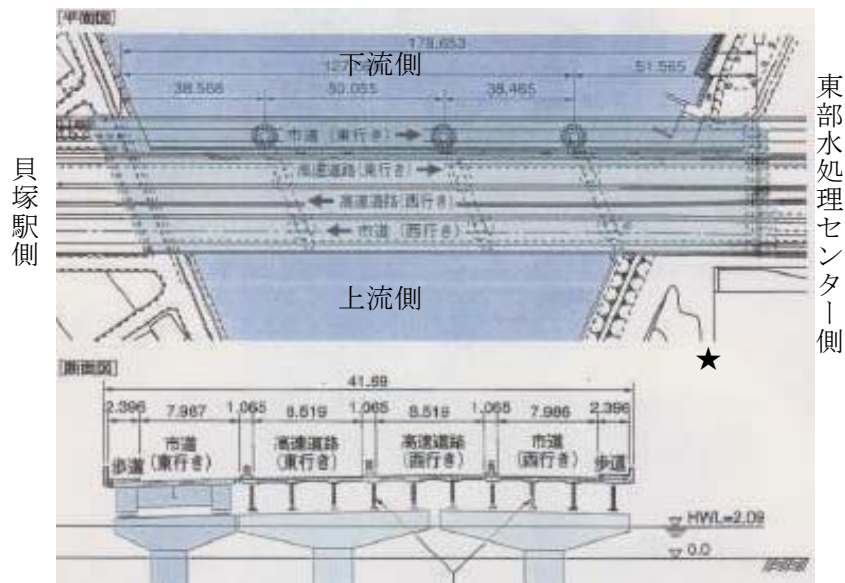 [平面図]
下流側
179.653
51.565
38.566
50.055
38.465
市道 (東行き)
高速道路(東行き)
高速道路(西行き)
市道 (西行き)
上流側
貝塚駅側
東部水処理センター側
★
[断面図]
41.99
2.396 7.987 1.065 8.519 1.065 8.519 1.065 7.986 2.396
歩道
市道
(東行き)
高速道路
(東行き)
高速道路
(西行き)
市道
(西行き)
歩道
HWL=2.09
0.0